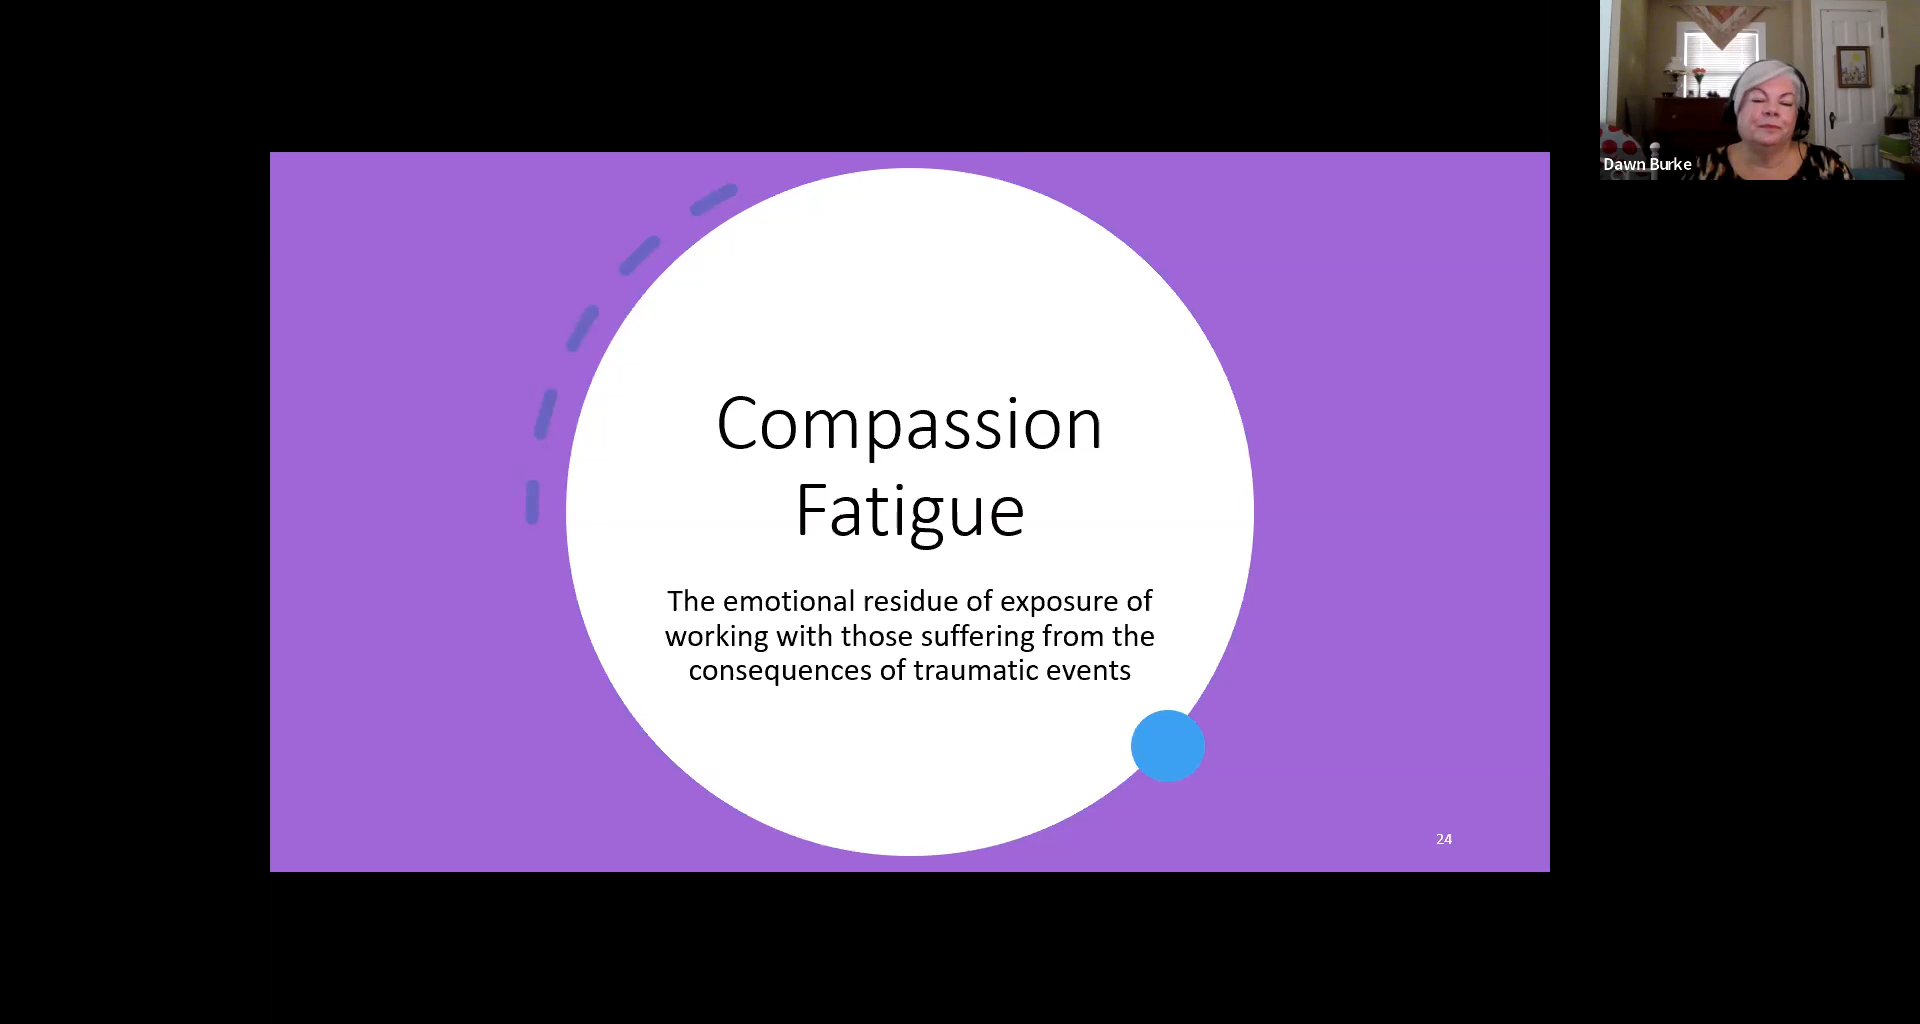 Dawn Burke
Compassion
Fatigue
The emotional residue of exposure of
working with those suffering from the
consequences of traumatic events
24